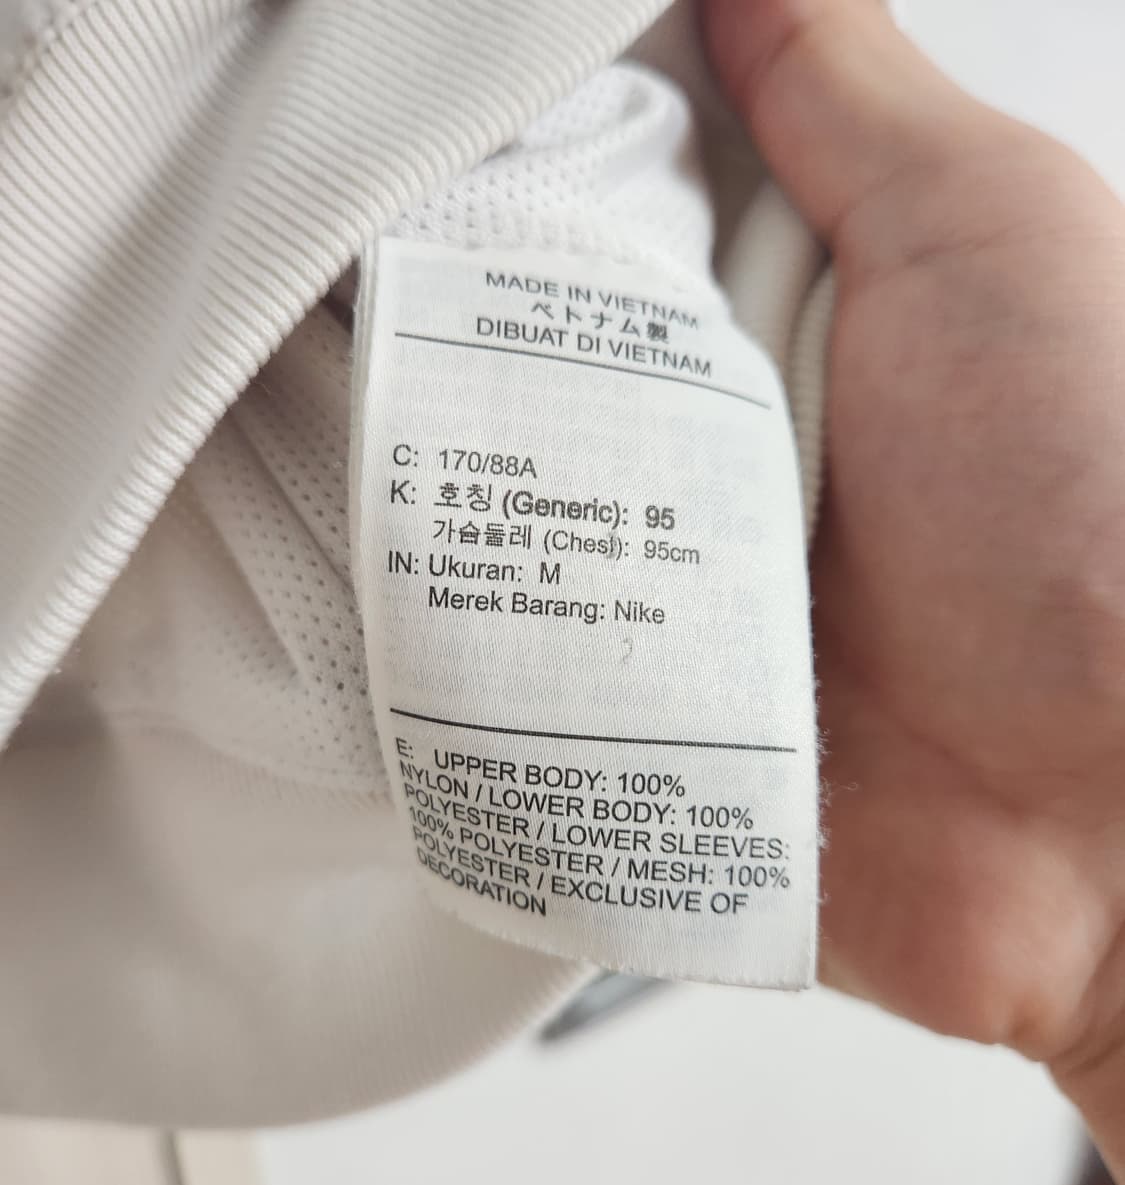 MADE IN VIETNAM
ベトナム製
DIBUAT DI VIETNAM
C: 170/88A
K: 호칭 (Generic): 95
가슴둘레 (Chest): 95cm
IN: Ukuran: M
Merek Barang: Nike
E: UPPER BODY: 100%
NYLON / LOWER BODY: 100%
POLYESTER / LOWER SLEEVES:
100% POLYESTER / MESH: 100%
POLYESTER / EXCLUSIVE OF
DECORATION